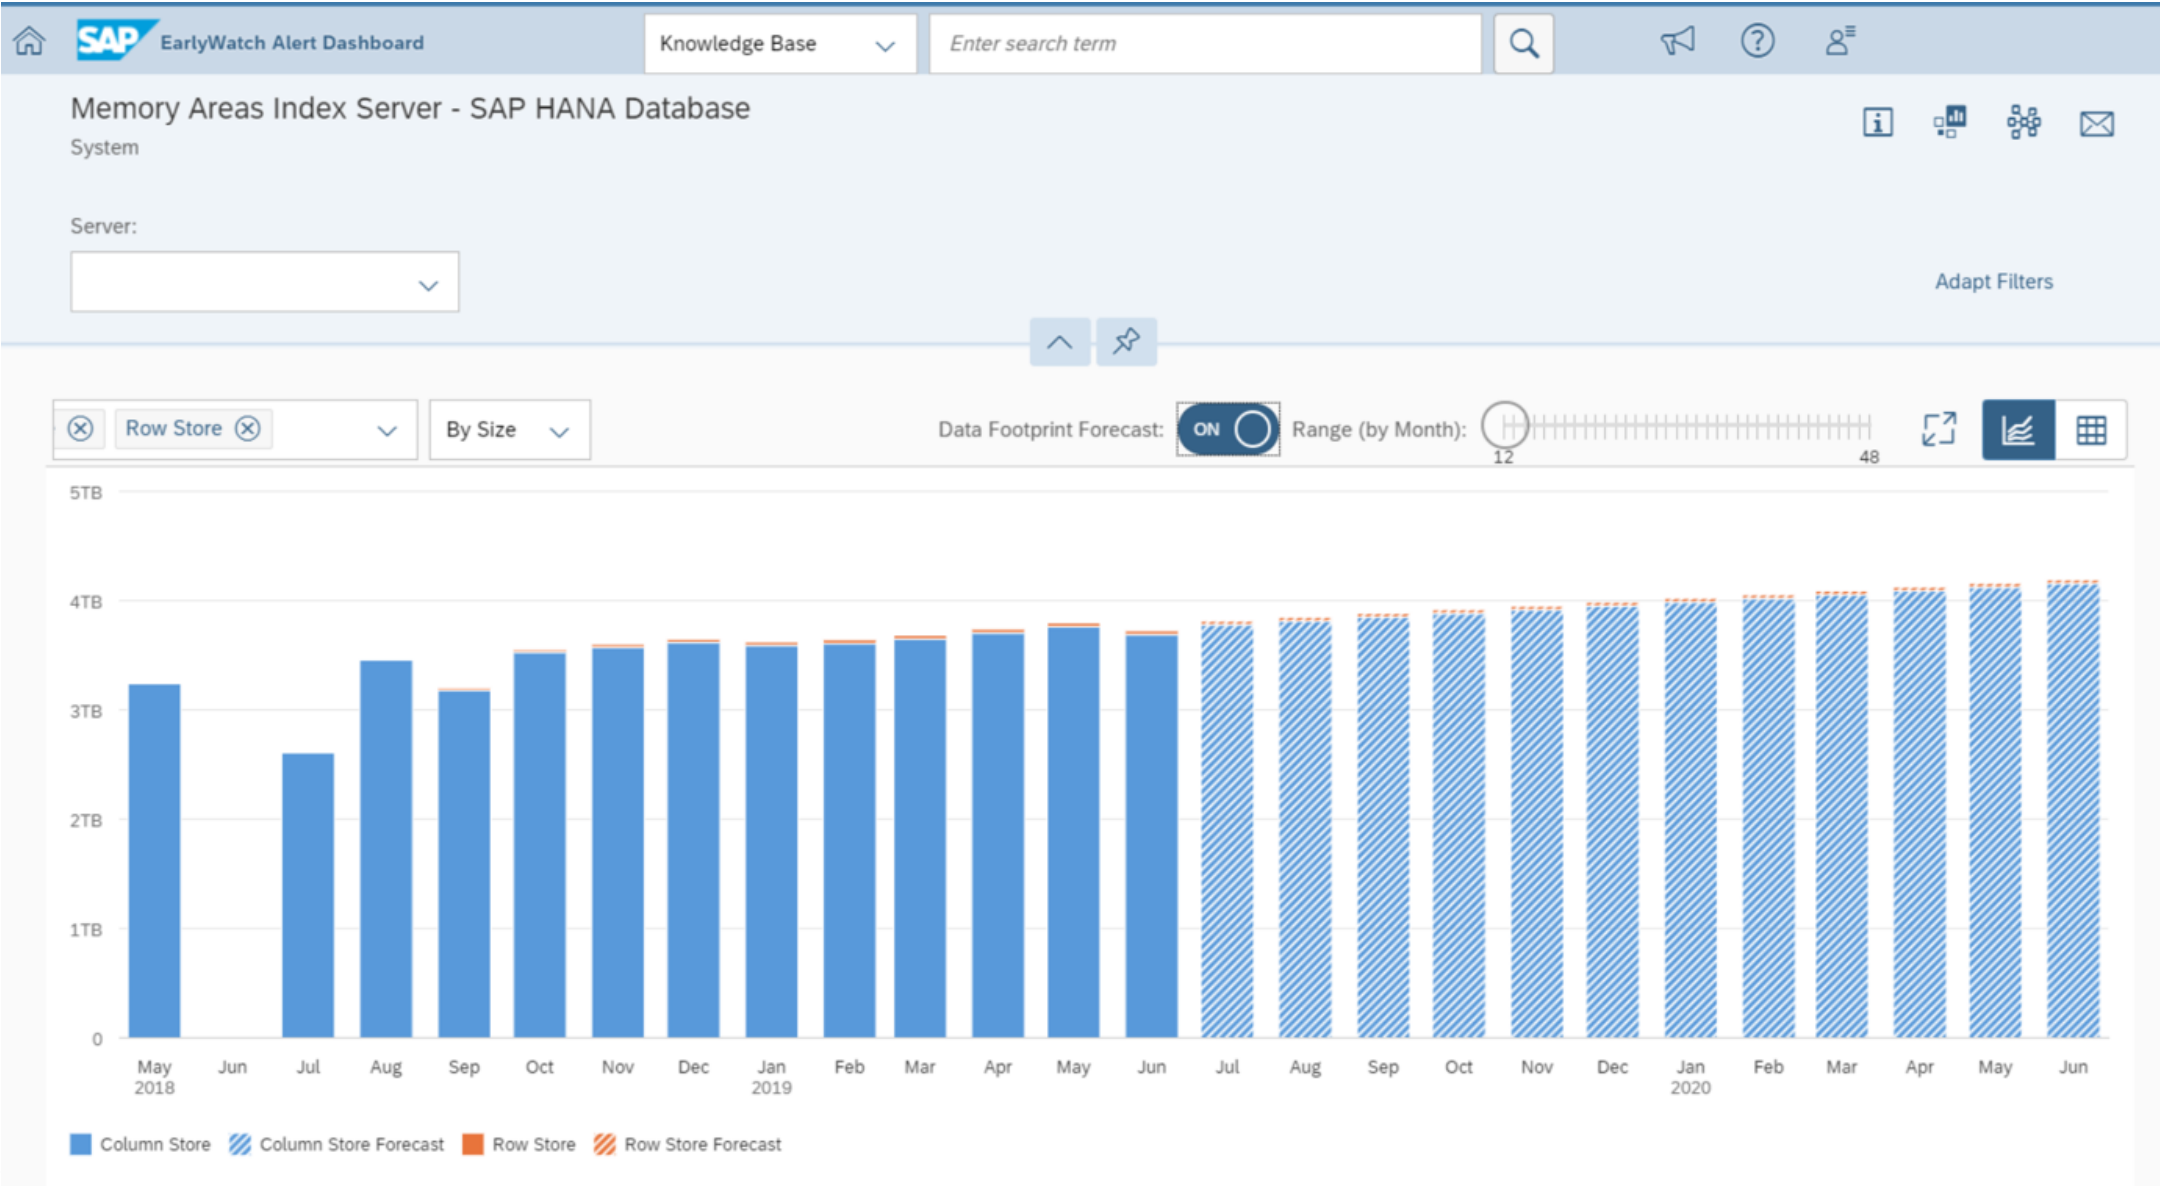 SAP EarlyWatch Alert Dashboard Knowledge Base Enter search term
Memory Areas Index Server - SAP HANA Database
System
Server:
Adapt Filters
Row Store By Size Data Footprint Forecast: ON Range (by Month):
12 48
5TB
4TB
3TB
2TB
1TB
0
May Jun Jul Aug Sep Oct Nov Dec Jan Feb Mar Apr May Jun Jul Aug Sep Oct Nov Dec Jan Feb Mar Apr May Jun
2018 2019 2020
Column Store Column Store Forecast Row Store Row Store Forecast